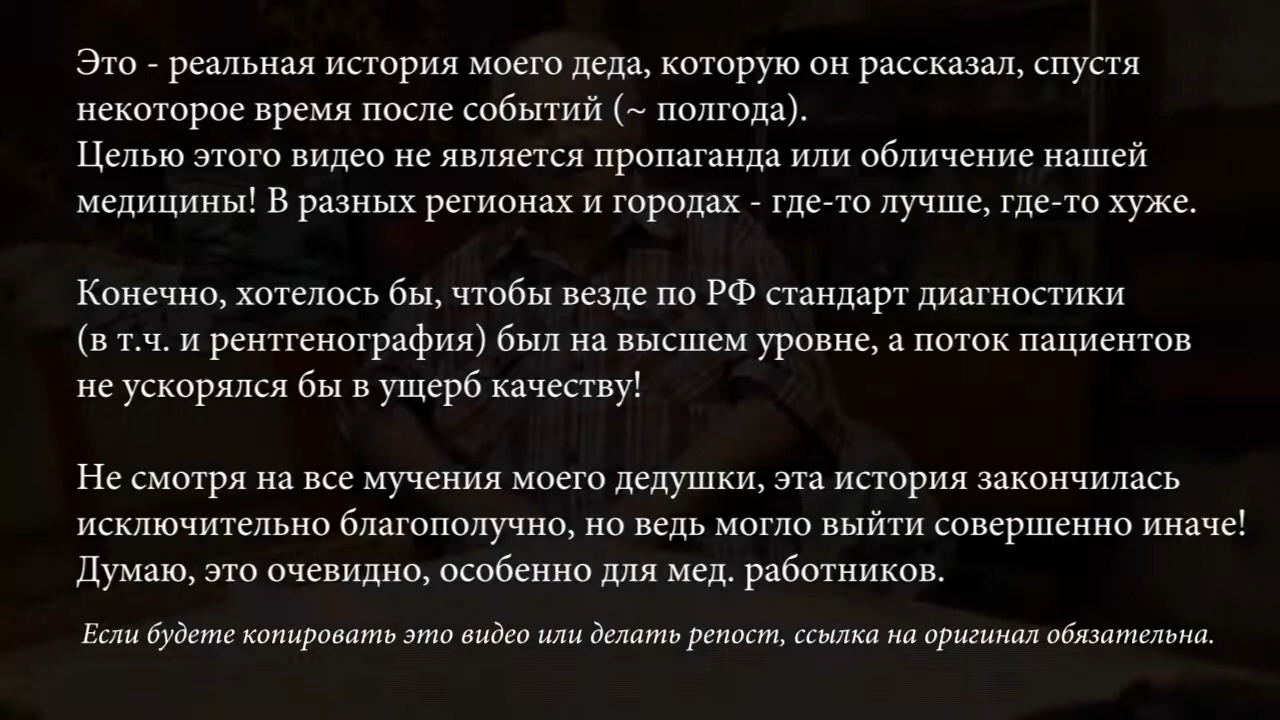 Это - реальная история моего деда, которую он рассказал, спустя
некоторое время после событий (~ полгода).
Целью этого видео не является пропаганда или обличение нашей
медицины! В разных регионах и городах - где-то лучше, где-то хуже.
Конечно, хотелось бы, чтобы везде по РФ стандарт диагностики
(в т.ч. и рентгенография) был на высшем уровне, а поток пациентов
не ускорялся бы в ущерб качеству!
Не смотря на все мучения моего дедушки, эта история закончилась
исключительно благополучно, но ведь могло выйти совершенно иначе!
Думаю, это очевидно, особенно для мед. работников.
Если будете копировать это видео или делать репост, ссылка на оригинал обязательна.